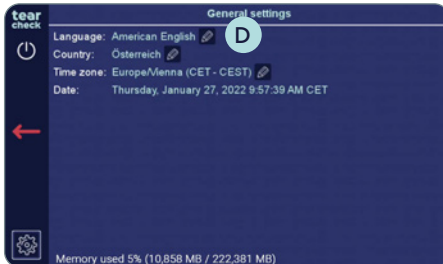 tear
check
General settings
Language: American English
D
Country: Österreich
Time zone: Europe/Vienna (CET - CEST)
Date: Thursday, January 27, 2022 9:57:39 AM CET
Memory used 5% (10,858 MB / 222,381 MB)